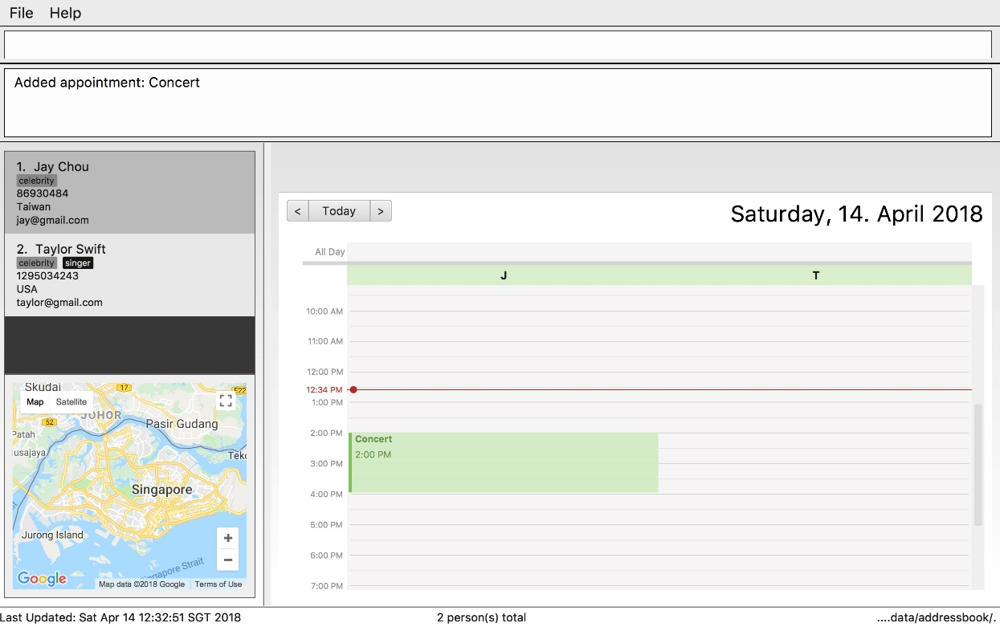 File Help
Added appointment: Concert
1. Jay Chou
celebrity
86930484
Taiwan
jay@gmail.com
2. Taylor Swift
celebrity singer
1295034243
USA
taylor@gmail.com
Skudai
17
E22
Map Satellite
JOHOR
52
Pasir Gudang
Patah
usajaya
Teko
Singapore
Jurong Island
+
−
Singapore Strait
Google
Map data ©2018 Google Terms of Use
< Today >
Saturday, 14. April 2018
All Day
J T
10:00 AM
11:00 AM
12:00 PM
12:34 PM
1:00 PM
2:00 PM
Concert
2:00 PM
3:00 PM
4:00 PM
5:00 PM
6:00 PM
7:00 PM
Last Updated: Sat Apr 14 12:32:51 SGT 2018
2 person(s) total
....data/addressbook/.